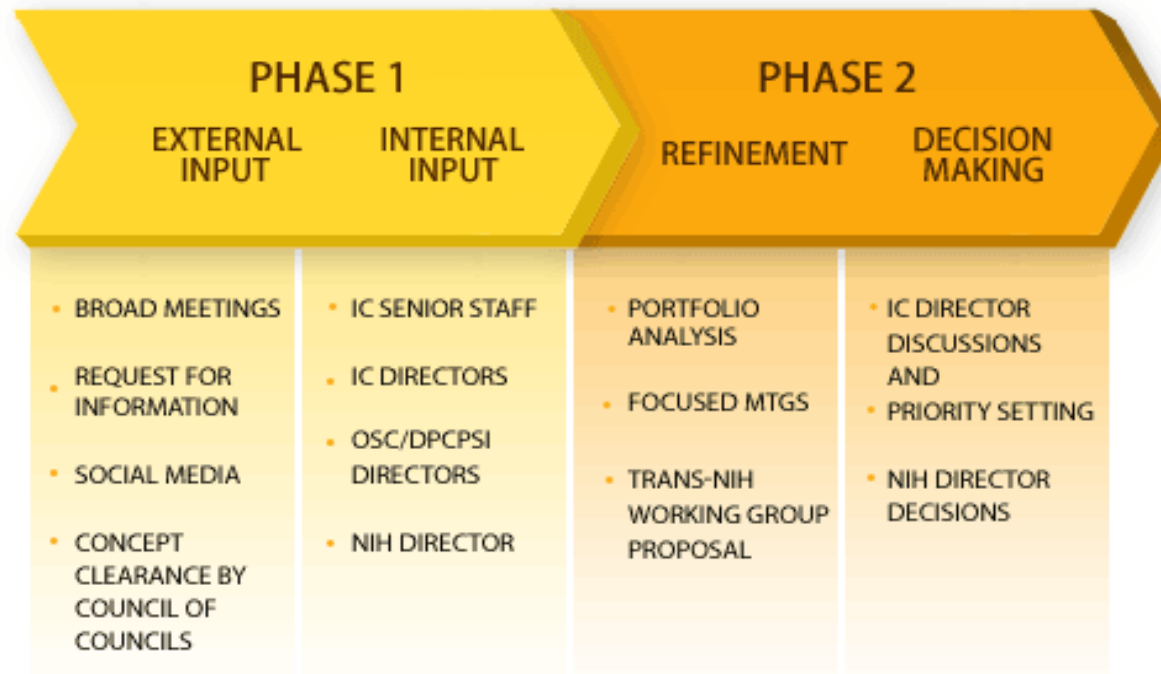 PHASE 1
EXTERNAL
INPUT
INTERNAL
INPUT
PHASE 2
REFINEMENT
DECISION
MAKING
• BROAD MEETINGS
• REQUEST FOR
INFORMATION
• SOCIAL MEDIA
• CONCEPT
CLEARANCE BY
COUNCIL OF
COUNCILS
• IC SENIOR STAFF
• IC DIRECTORS
• OSC/DPCPSI
DIRECTORS
• NIH DIRECTOR
• PORTFOLIO
ANALYSIS
• FOCUSED MTGS
• TRANS-NIH
WORKING GROUP
PROPOSAL
• IC DIRECTOR
DISCUSSIONS
AND
• PRIORITY SETTING
• NIH DIRECTOR
DECISIONS